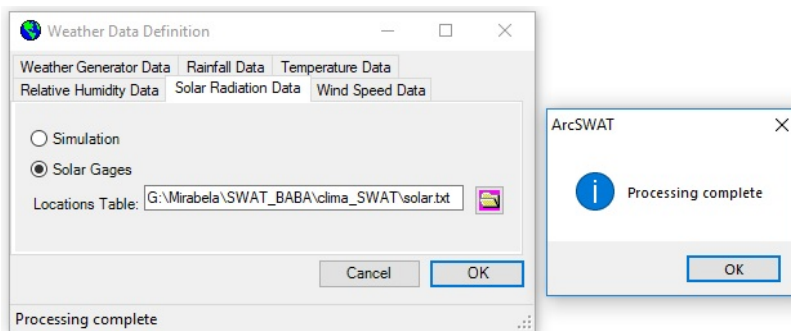 Weather Data Definition
Weather Generator Data Rainfall Data Temperature Data
Relative Humidity Data Solar Radiation Data Wind Speed Data
Simulation
Solar Gages
Locations Table: G:\Mirabela\SWAT_BABA\clima_SWAT\solar.txt
Cancel OK
Processing complete
ArcSWAT
Processing complete
OK